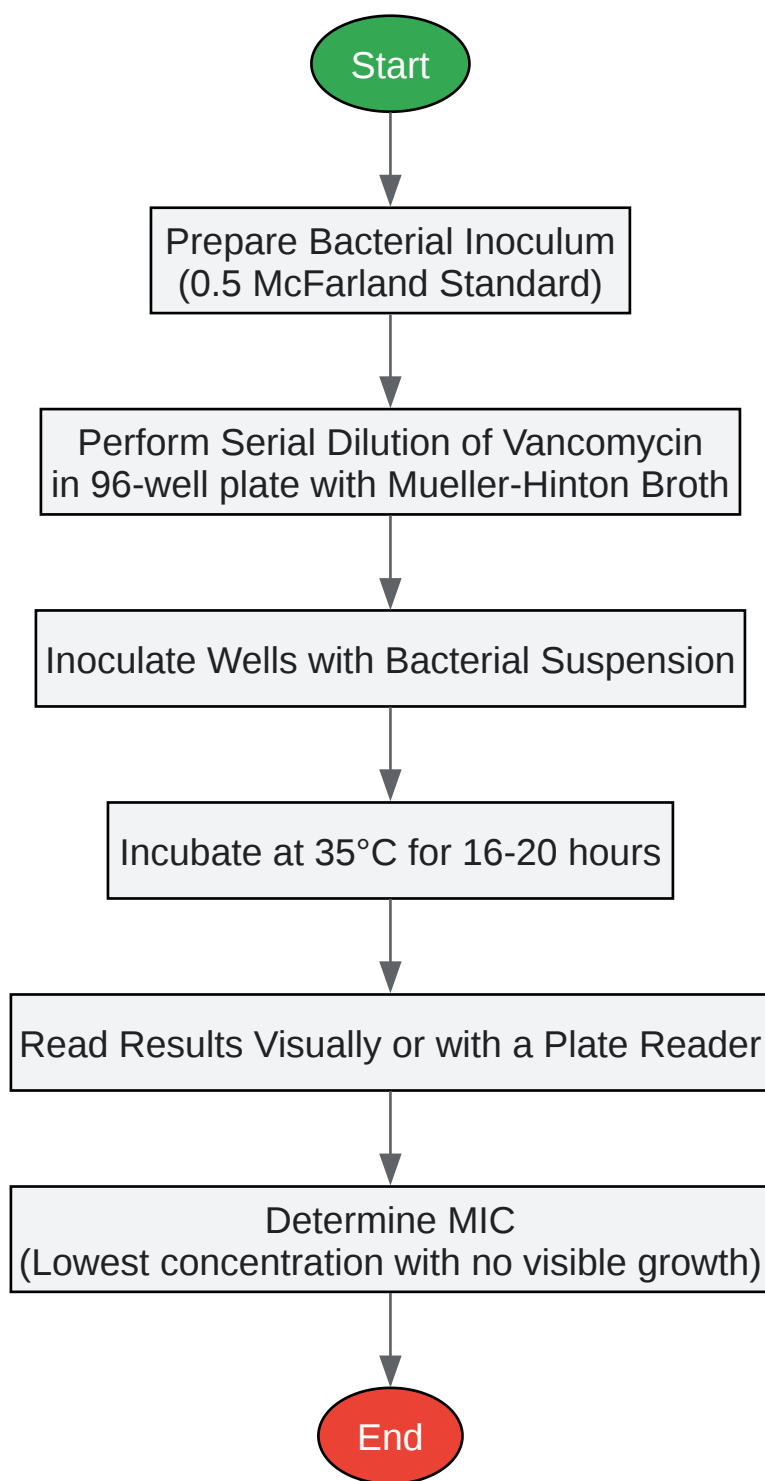 Start
Prepare Bacterial Inoculum
(0.5 McFarland Standard)
Perform Serial Dilution of Vancomycin
in 96-well plate with Mueller-Hinton Broth
Inoculate Wells with Bacterial Suspension
Incubate at 35°C for 16-20 hours
Read Results Visually or with a Plate Reader
Determine MIC
(Lowest concentration with no visible growth)
End